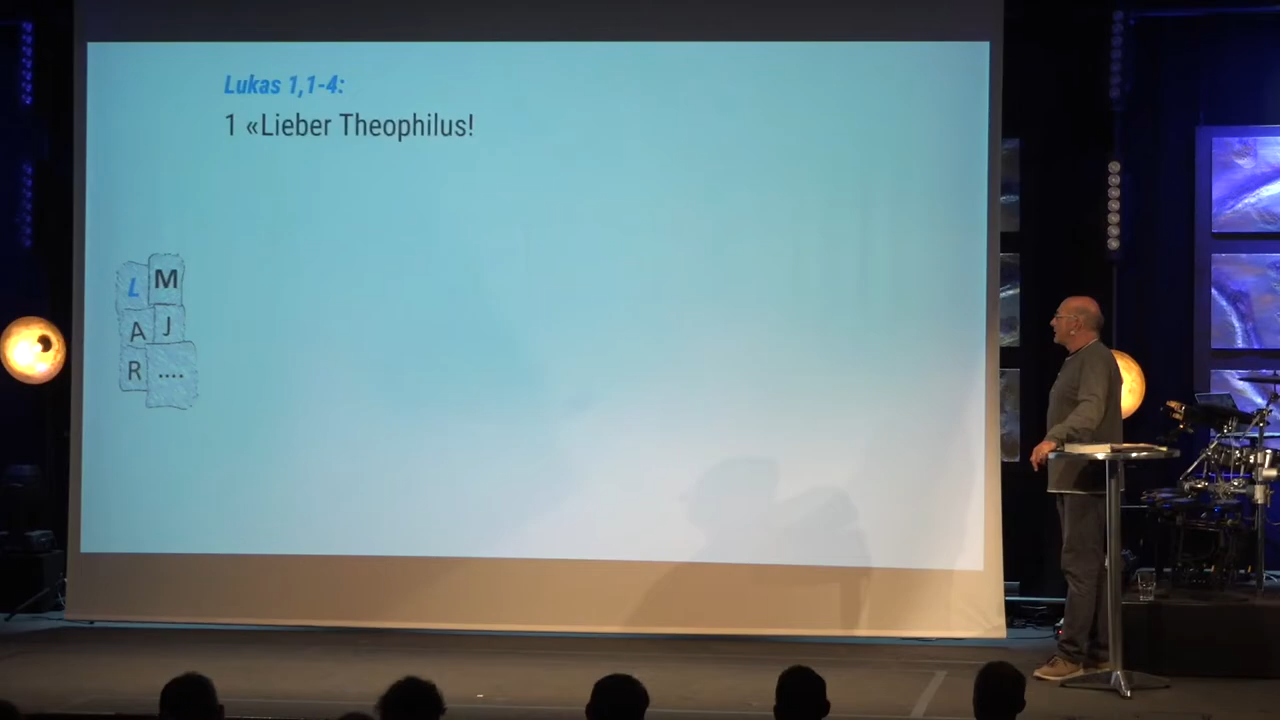 Lukas 1,1-4:
1 «Lieber Theophilus!
L M
A J
R ....